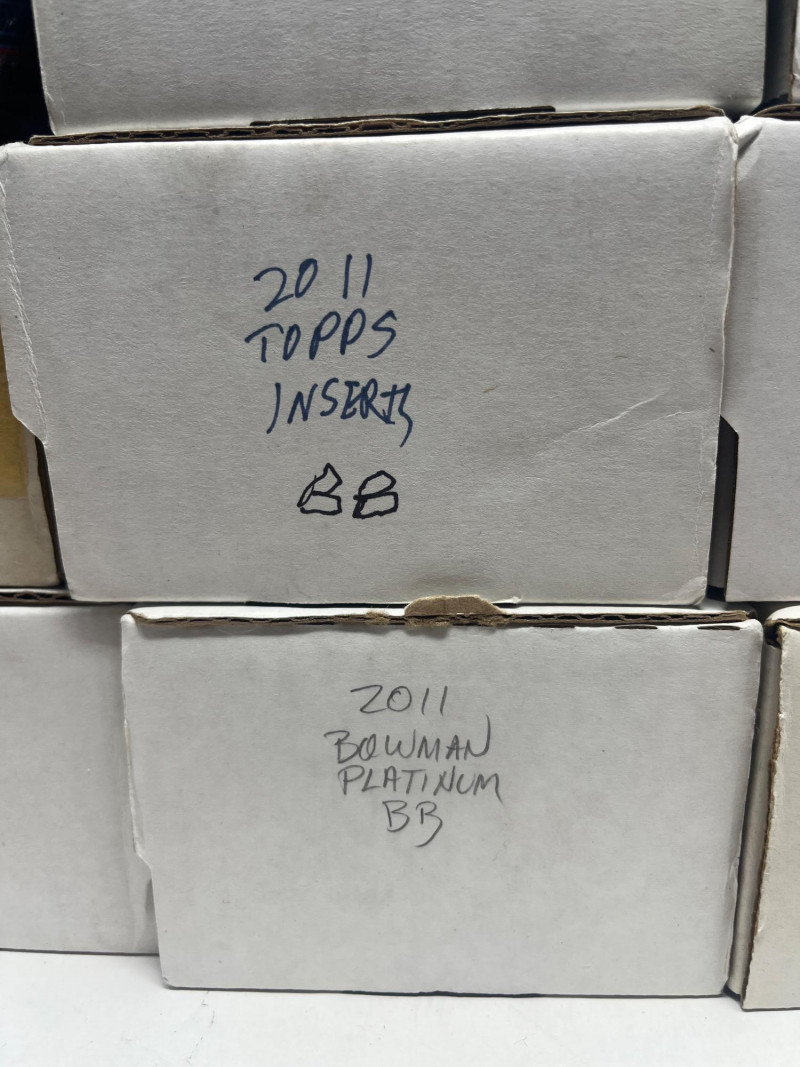 2011
TOPPS
INSERTS
BB
2011
BOWMAN
PLATINUM
BB